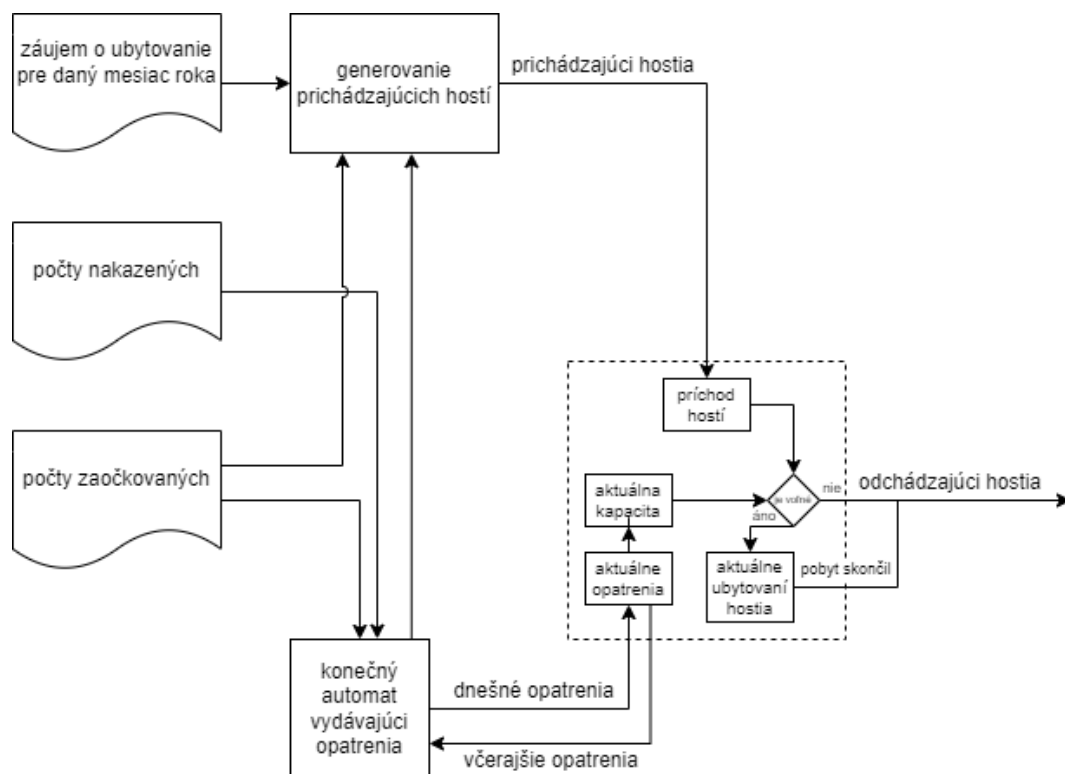 záujem o ubytovanie
pre daný mesiac roka
generovanie
prichádzajúcich hostí
prichádzajúci hostia
počty nakazených
počty zaočkovaných
príchod
hostí
aktuálna
kapacita
je voľné
nie
áno
odchádzajúci hostia
aktuálne
opatrenia
aktuálne
ubytovaní
hostia
pobyt skončil
konečný
automat
vydávajúci
opatrenia
dnešné opatrenia
včerajšie opatrenia